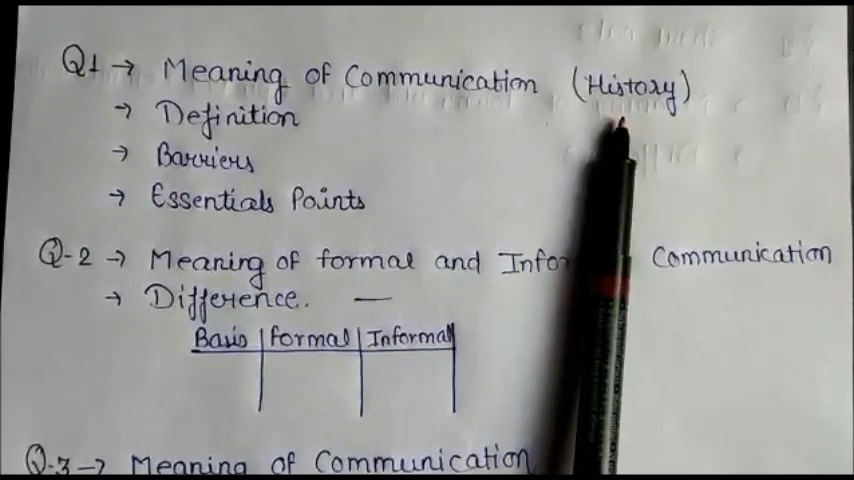 Q1 → Meaning of Communication (History)
→ Definition
→ Barriers
→ Essentials Points
Q-2 → Meaning of formal and Communication
→ Difference. —
Basis formal Informal
Q.3 → Meaning of Communication